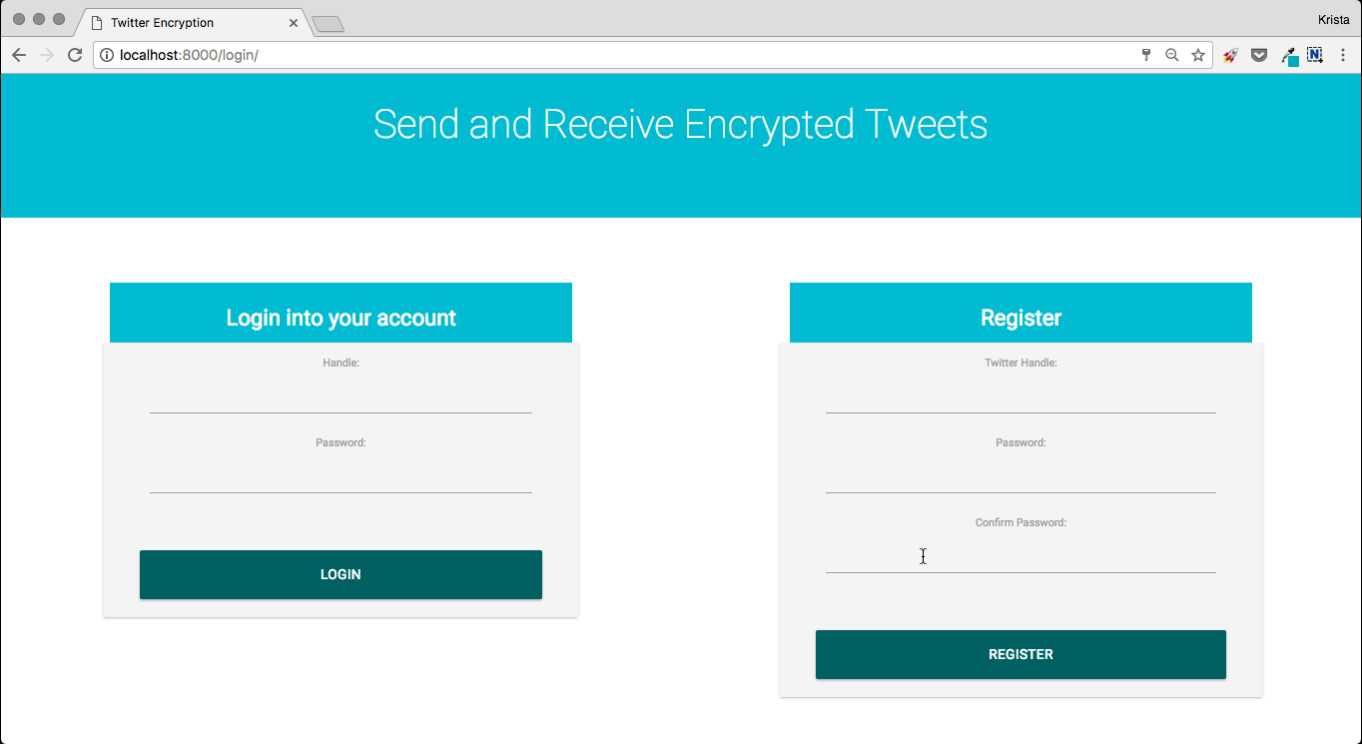 Twitter Encryption
Krista
localhost:8000/login/
N
Send and Receive Encrypted Tweets
Login into your account
Handle:
Password:
LOGIN
Register
Twitter Handle:
Password:
Confirm Password:
REGISTER